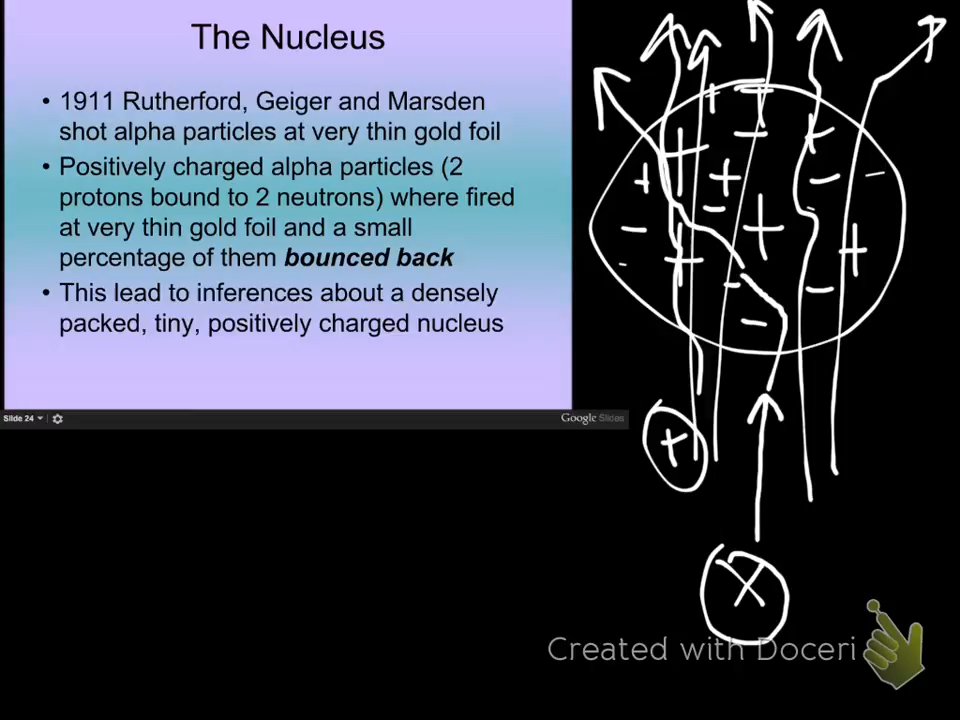 The Nucleus
• 1911 Rutherford, Geiger and Marsden
shot alpha particles at very thin gold foil
• Positively charged alpha particles (2
protons bound to 2 neutrons) where fired
at very thin gold foil and a small
percentage of them bounced back
• This lead to inferences about a densely
packed, tiny, positively charged nucleus
Slide 24
Google Slides
Created with Doceri